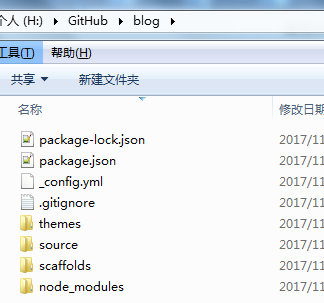 个人 (H:) ▸ GitHub ▸ blog ▸
工具(T) 帮助(H)
共享 ▼ 新建文件夹
名称 修改日期
package-lock.json 2017/11
package.json 2017/11
_config.yml 2017/11
.gitignore 2017/11
themes 2017/11
source 2017/11
scaffolds 2017/11
node_modules 2017/11